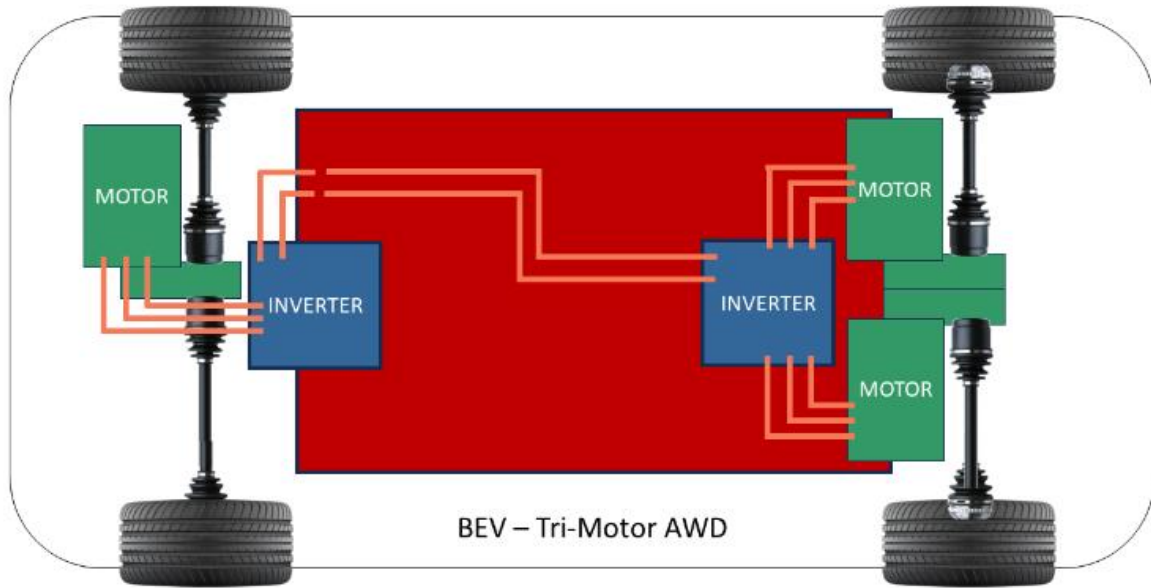 MOTOR
INVERTER
MOTOR
INVERTER
MOTOR
BEV – Tri-Motor AWD